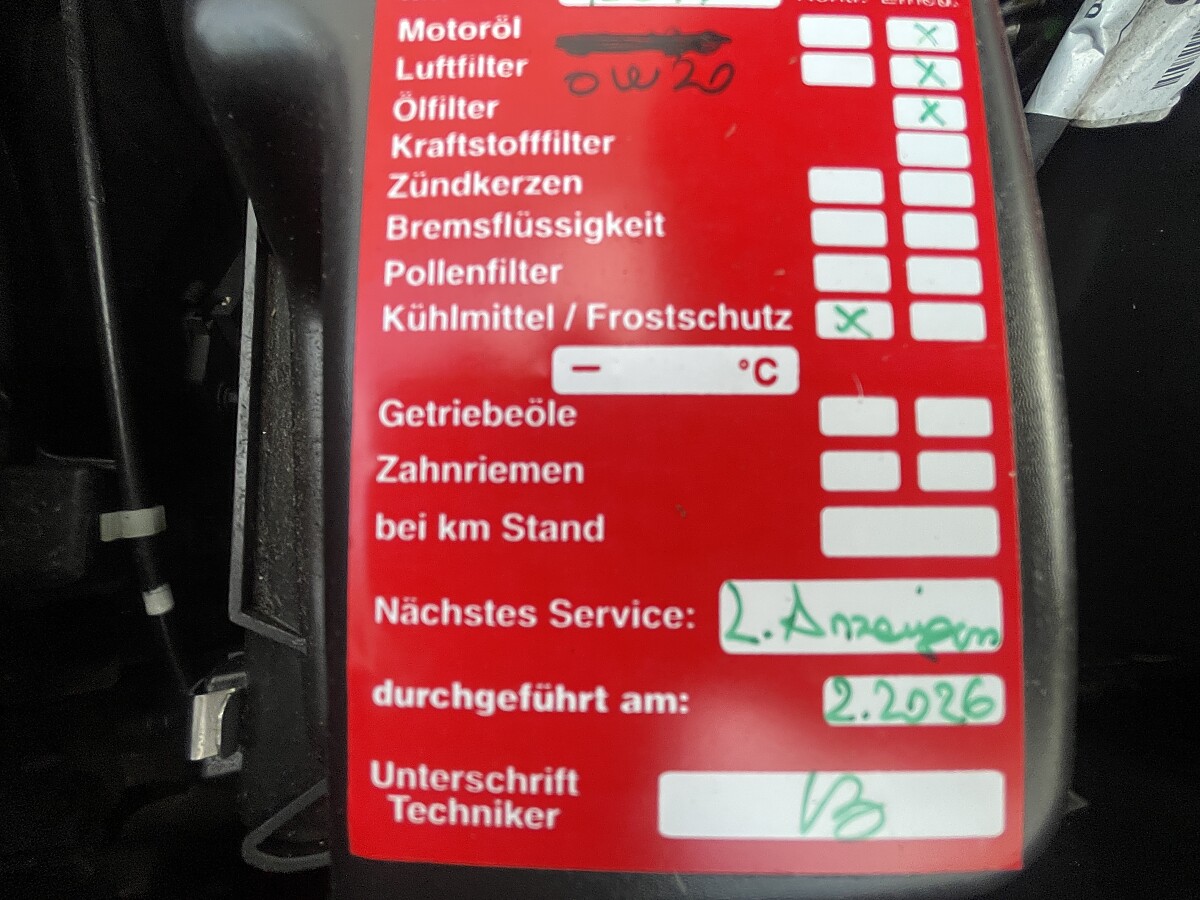 Motoröl x
Luftfilter x
0W20
Ölfilter x
Kraftstofffilter
Zündkerzen
Bremsflüssigkeit
Pollenfilter
Kühlmittel / Frostschutz x
− °C
Getriebeöle
Zahnriemen
bei km Stand
Nächstes Service: L. Anzeigen
durchgeführt am: 2.2026
Unterschrift
Techniker